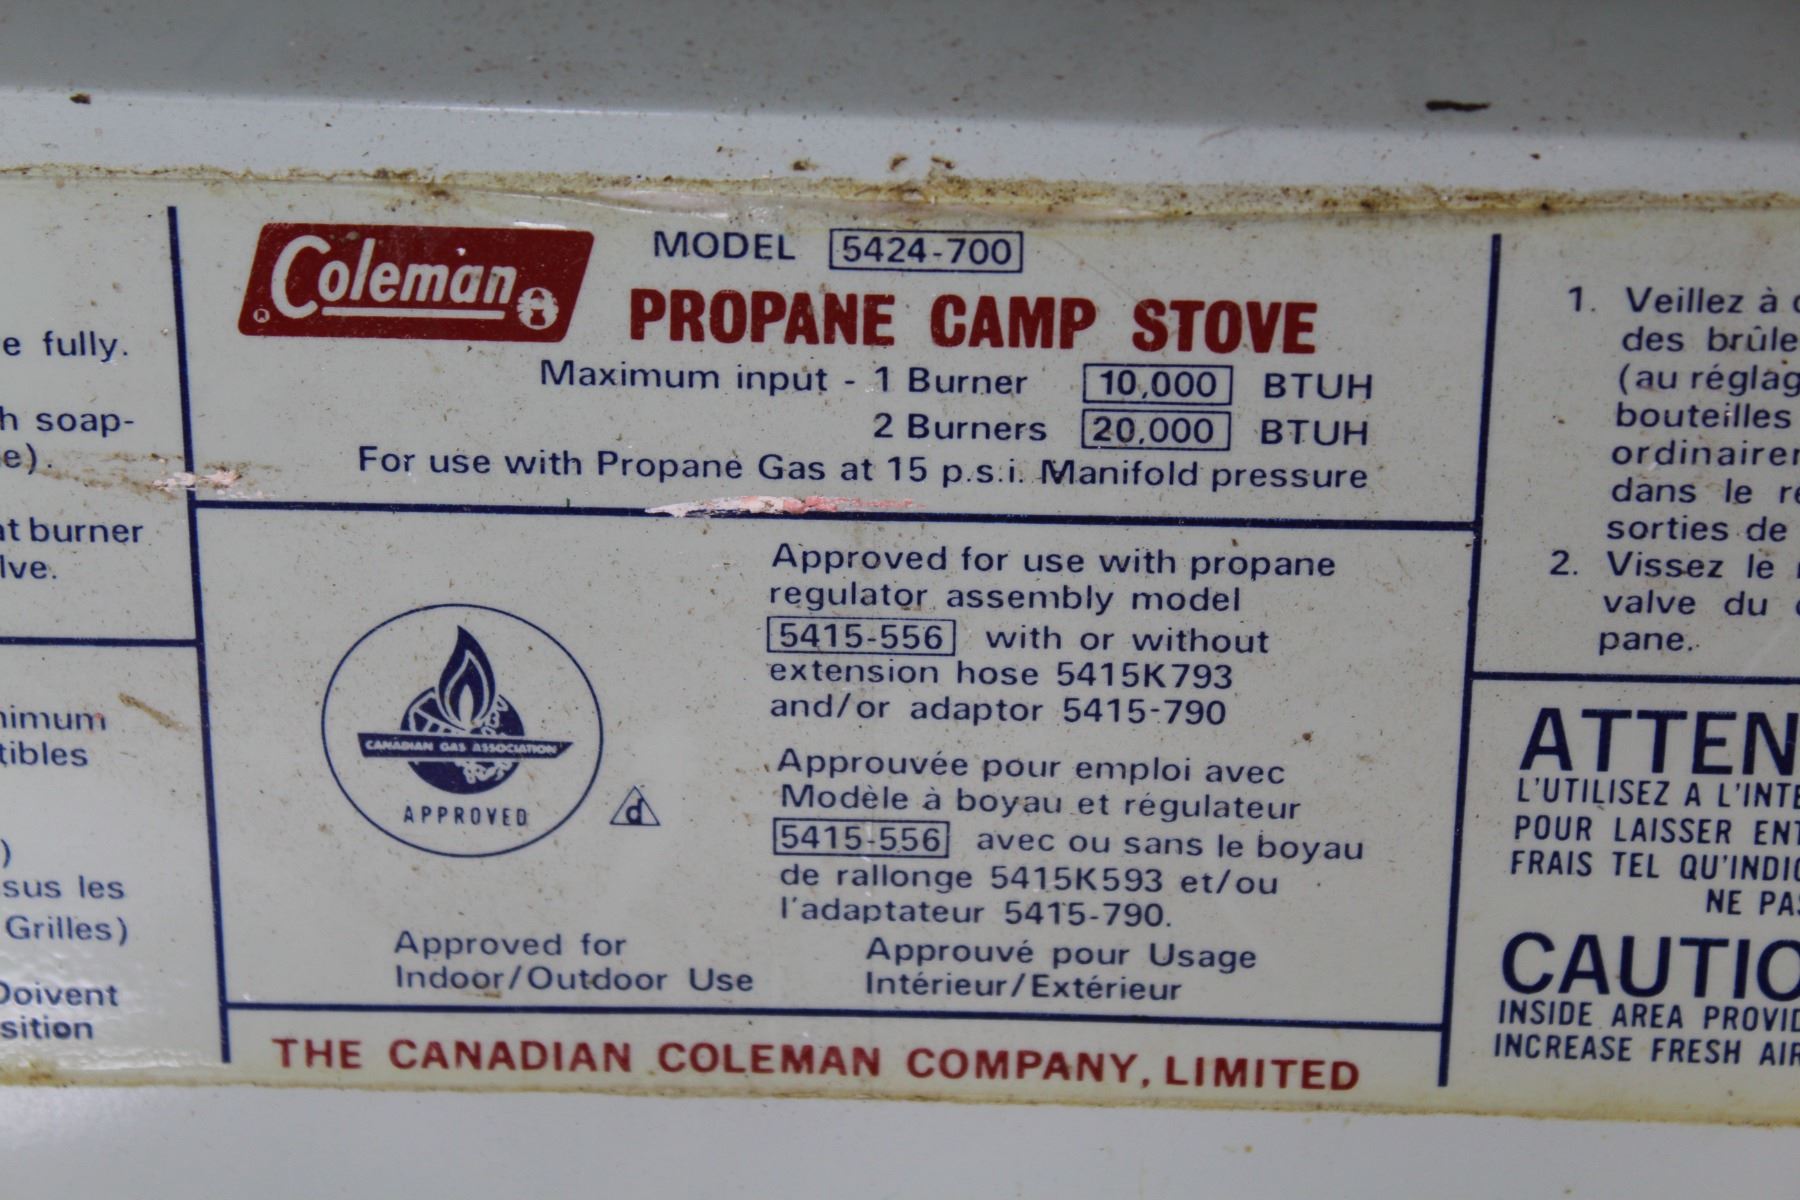 e fully.
h soap-
e).
at burner
lve.
nimum
tibles
)
sus les
Grilles)
Doivent
sition
Coleman
MODEL 5424-700
PROPANE CAMP STOVE
Maximum input - 1 Burner 10,000 BTUH
2 Burners 20,000 BTUH
For use with Propane Gas at 15 p.s.i. Manifold pressure
CANADIAN GAS ASSOCIATION
APPROVED
d
Approved for use with propane
regulator assembly model
5415-556 with or without
extension hose 5415K793
and/or adaptor 5415-790
Approuvée pour emploi avec
Modèle à boyau et régulateur
5415-556 avec ou sans le boyau
de rallonge 5415K593 et/ou
l'adaptateur 5415-790.
Approved for
Indoor/Outdoor Use
Approuvé pour Usage
Intérieur/Extérieur
THE CANADIAN COLEMAN COMPANY, LIMITED
1. Veillez à
des brûle
(au réglag
bouteilles
ordinairer
dans le ré
sorties de
2. Vissez le
valve du
pane.
ATTEN
L'UTILISEZ A L'INTE
POUR LAISSER ENT
FRAIS TEL QU'INDIQ
NE PAS
CAUTIO
INSIDE AREA PROVID
INCREASE FRESH AIR